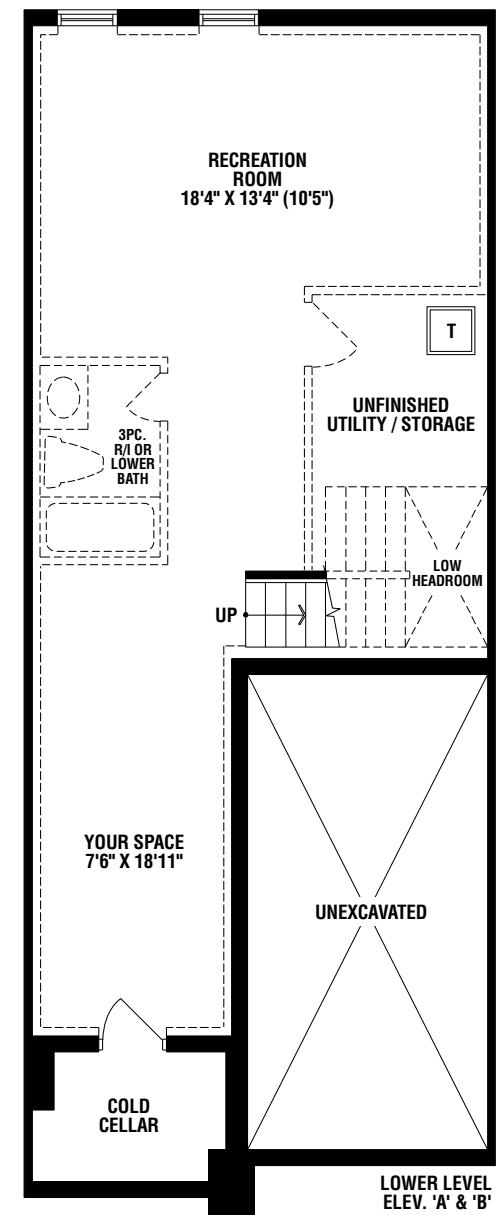 RECREATION
ROOM
18'4" X 13'4" (10'5")
T
UNFINISHED
UTILITY / STORAGE
3PC.
R/I OR
LOWER
BATH
LOW
HEADROOM
UP
YOUR SPACE
7'6" X 18'11"
UNEXCAVATED
COLD
CELLAR
LOWER LEVEL
ELEV. 'A' & 'B'